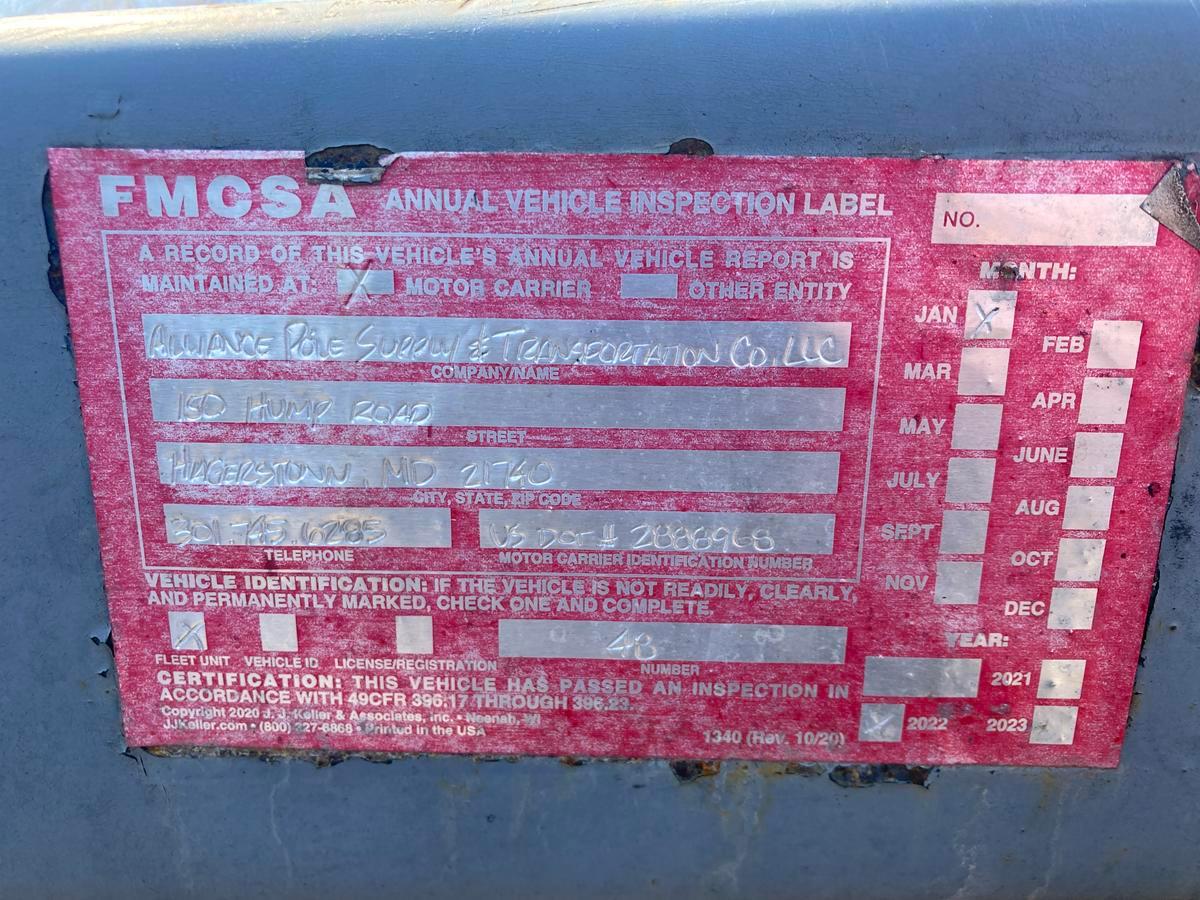 FMCSA ANNUAL VEHICLE INSPECTION LABEL
NO.
A RECORD OF THIS VEHICLE'S ANNUAL VEHICLE REPORT IS
MAINTAINED AT: X MOTOR CARRIER OTHER ENTITY
ALLIANCE POLE SUPPLY & TRANSPORTATION CO, LLC
COMPANY/NAME
150 HUMP ROAD
STREET
HAGERSTOWN, MD 21740
CITY, STATE, ZIP CODE
301.745.6285 US DOT # 2888968
TELEPHONE MOTOR CARRIER IDENTIFICATION NUMBER
VEHICLE IDENTIFICATION: IF THE VEHICLE IS NOT READILY, CLEARLY,
AND PERMANENTLY MARKED, CHECK ONE AND COMPLETE.
X 48
FLEET UNIT VEHICLE ID LICENSE/REGISTRATION NUMBER
CERTIFICATION: THIS VEHICLE HAS PASSED AN INSPECTION IN
ACCORDANCE WITH 49CFR 396.17 THROUGH 396.23.
Copyright 2020 J. J. Keller & Associates, Inc. • Neenah, WI
JJKeller.com • (800) 327-6868 • Printed in the USA
1340 (Rev. 10/20)
MONTH:
JAN X
FEB
MAR
APR
MAY
JUNE
JULY
AUG
SEPT
OCT
NOV
DEC
YEAR:
2021
X 2022 2023